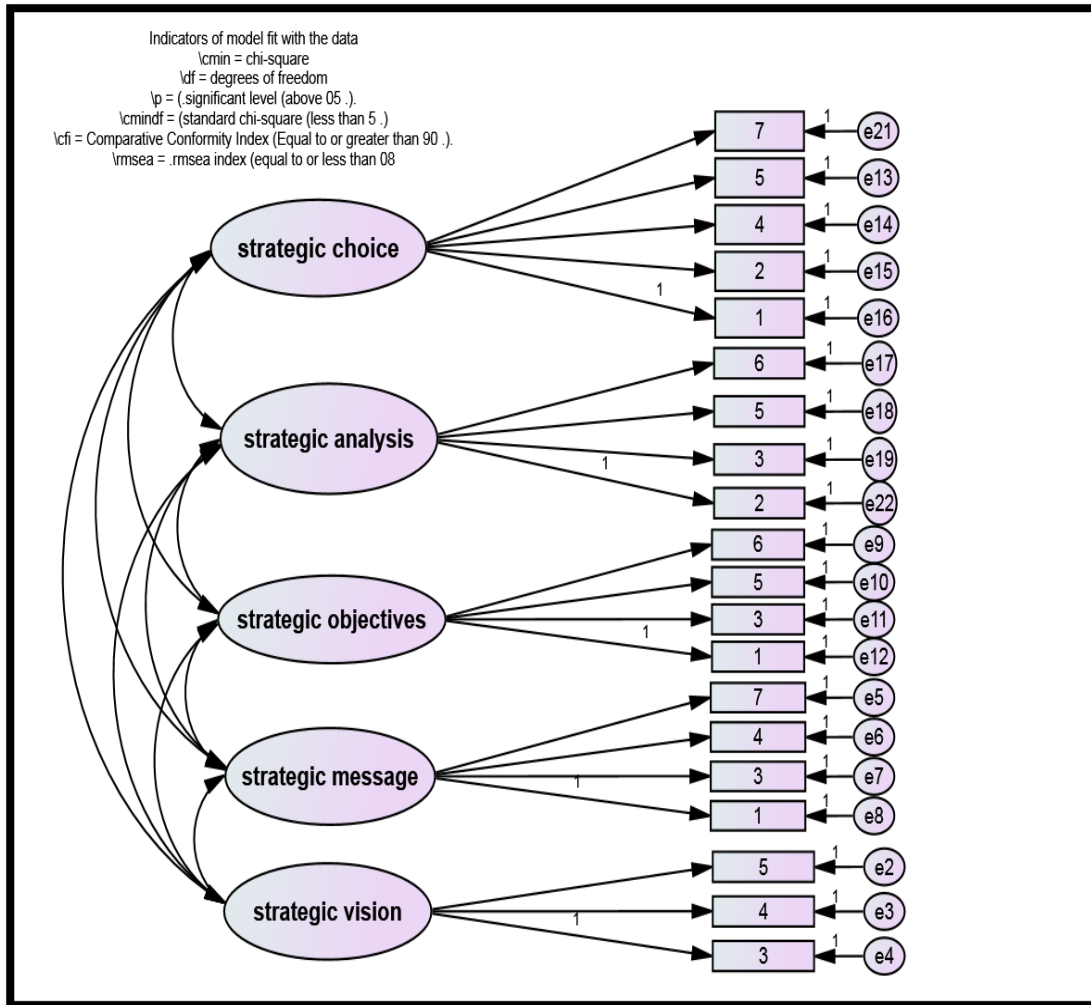 Indicators of model fit with the data
\cmin = chi-square
\df = degrees of freedom
\p = (.significant level (above 05 .).
\cmindf = (standard chi-square (less than 5 .)
\cfi = Comparative Conformity Index (Equal to or greater than 90 .).
\rmsea = .rmsea index (equal to or less than 08
7 1 e21
5 1 e13
4 1 e14
strategic choice
2 1 e15
1 1 1 e16
6 1 e17
5 1 e18
strategic analysis
3 1 e19
1 2 1 e22
6 1 e9
5 1 e10
strategic objectives
3 1 e11
1 1 1 e12
7 1 e5
4 1 e6
strategic message
3 1 e7
1 1 1 e8
5 1 e2
strategic vision
4 1 e3
1 3 1 e4